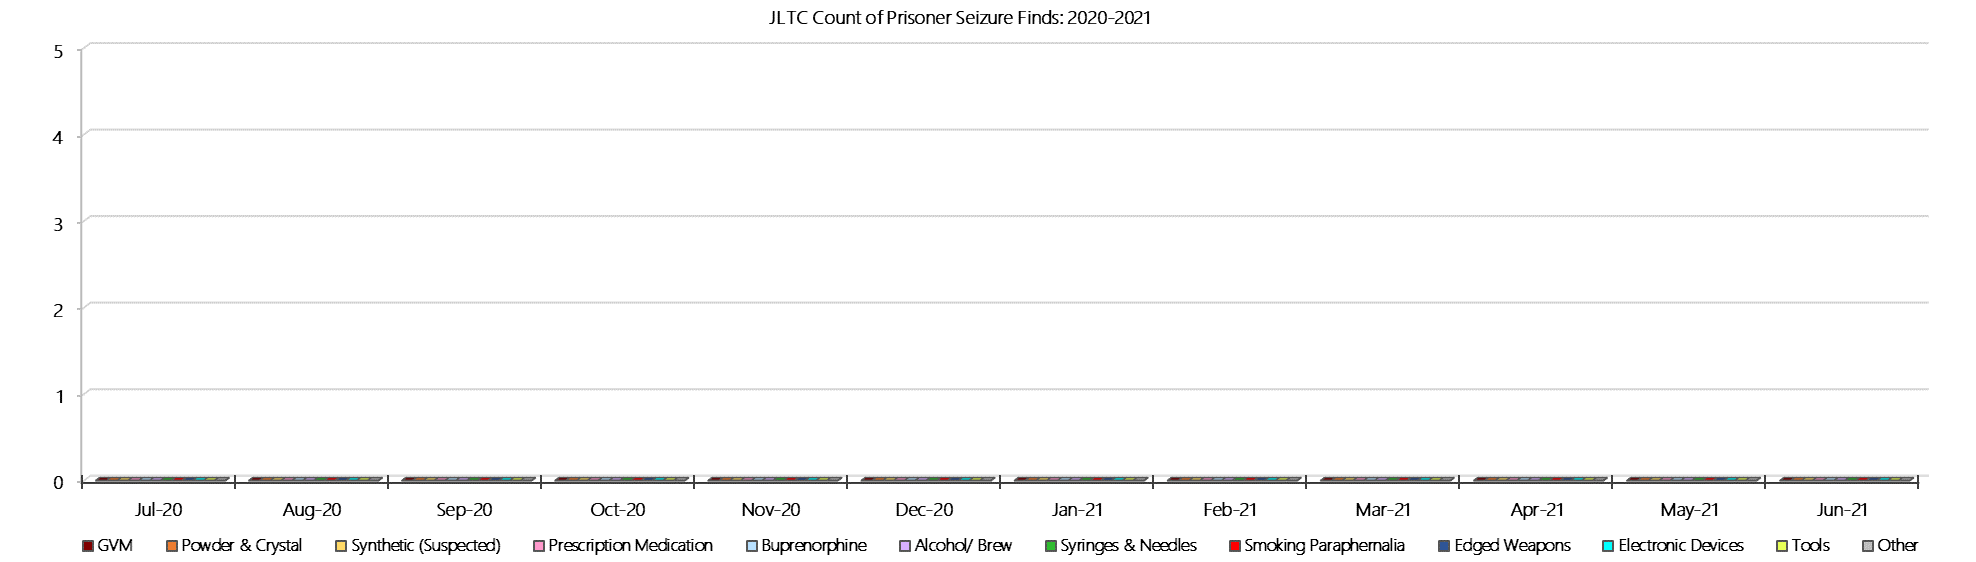 JLTC Count of Prisoner Seizure Finds: 2020-2021
5
4
3
2
1
0
Jul-20 Aug-20 Sep-20 Oct-20 Nov-20 Dec-20 Jan-21 Feb-21 Mar-21 Apr-21 May-21 Jun-21
GVM Powder & Crystal Synthetic (Suspected) Prescription Medication Buprenorphine Alcohol/ Brew Syringes & Needles Smoking Paraphernalia Edged Weapons Electronic Devices Tools Other